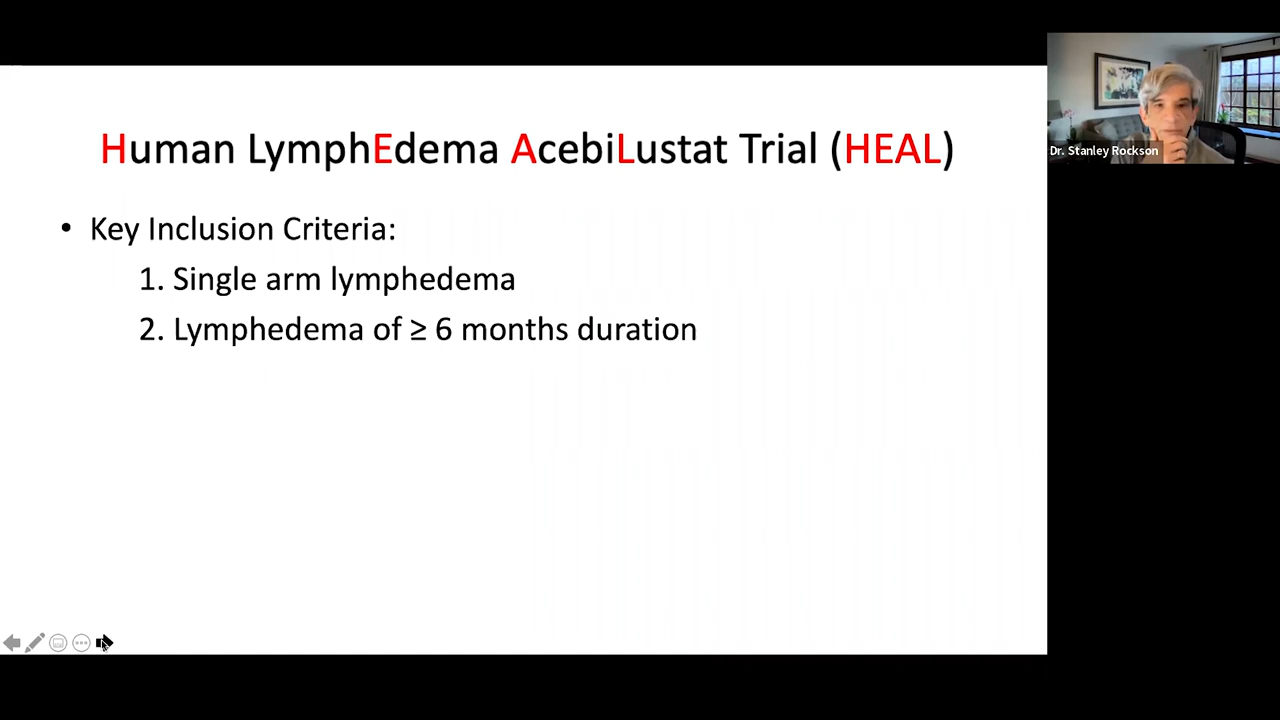 Human LymphEdema AcebiLustat Trial (HEAL)
• Key Inclusion Criteria:
1. Single arm lymphedema
2. Lymphedema of ≥ 6 months duration
Dr. Stanley Rockson